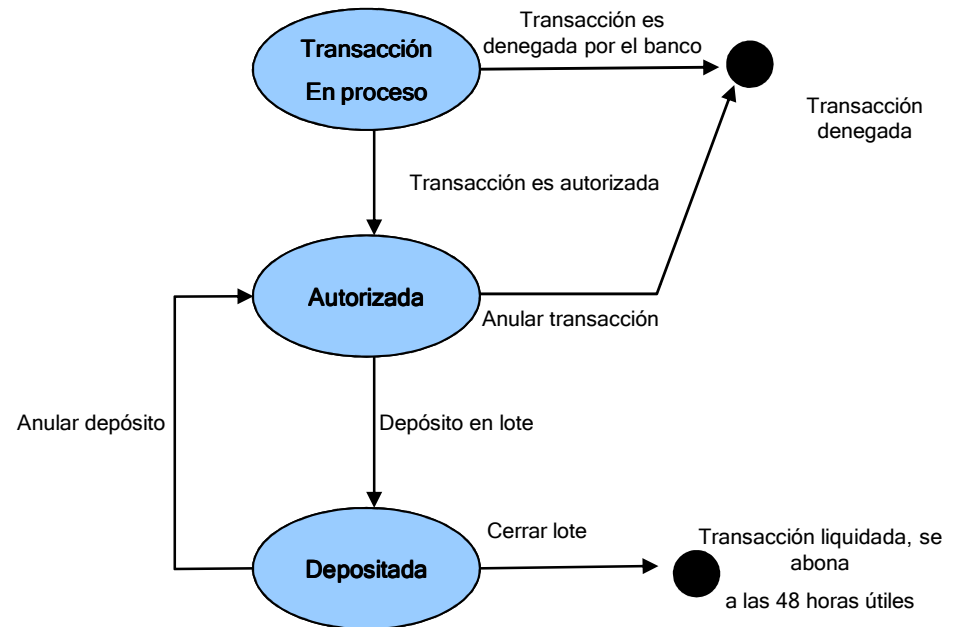 Transacción
En proceso
Transacción es
denegada por el banco
Transacción
denegada
Transacción es autorizada
Autorizada
Anular transacción
Anular depósito
Depósito en lote
Depositada
Cerrar lote
Transacción liquidada, se
abona
a las 48 horas útiles